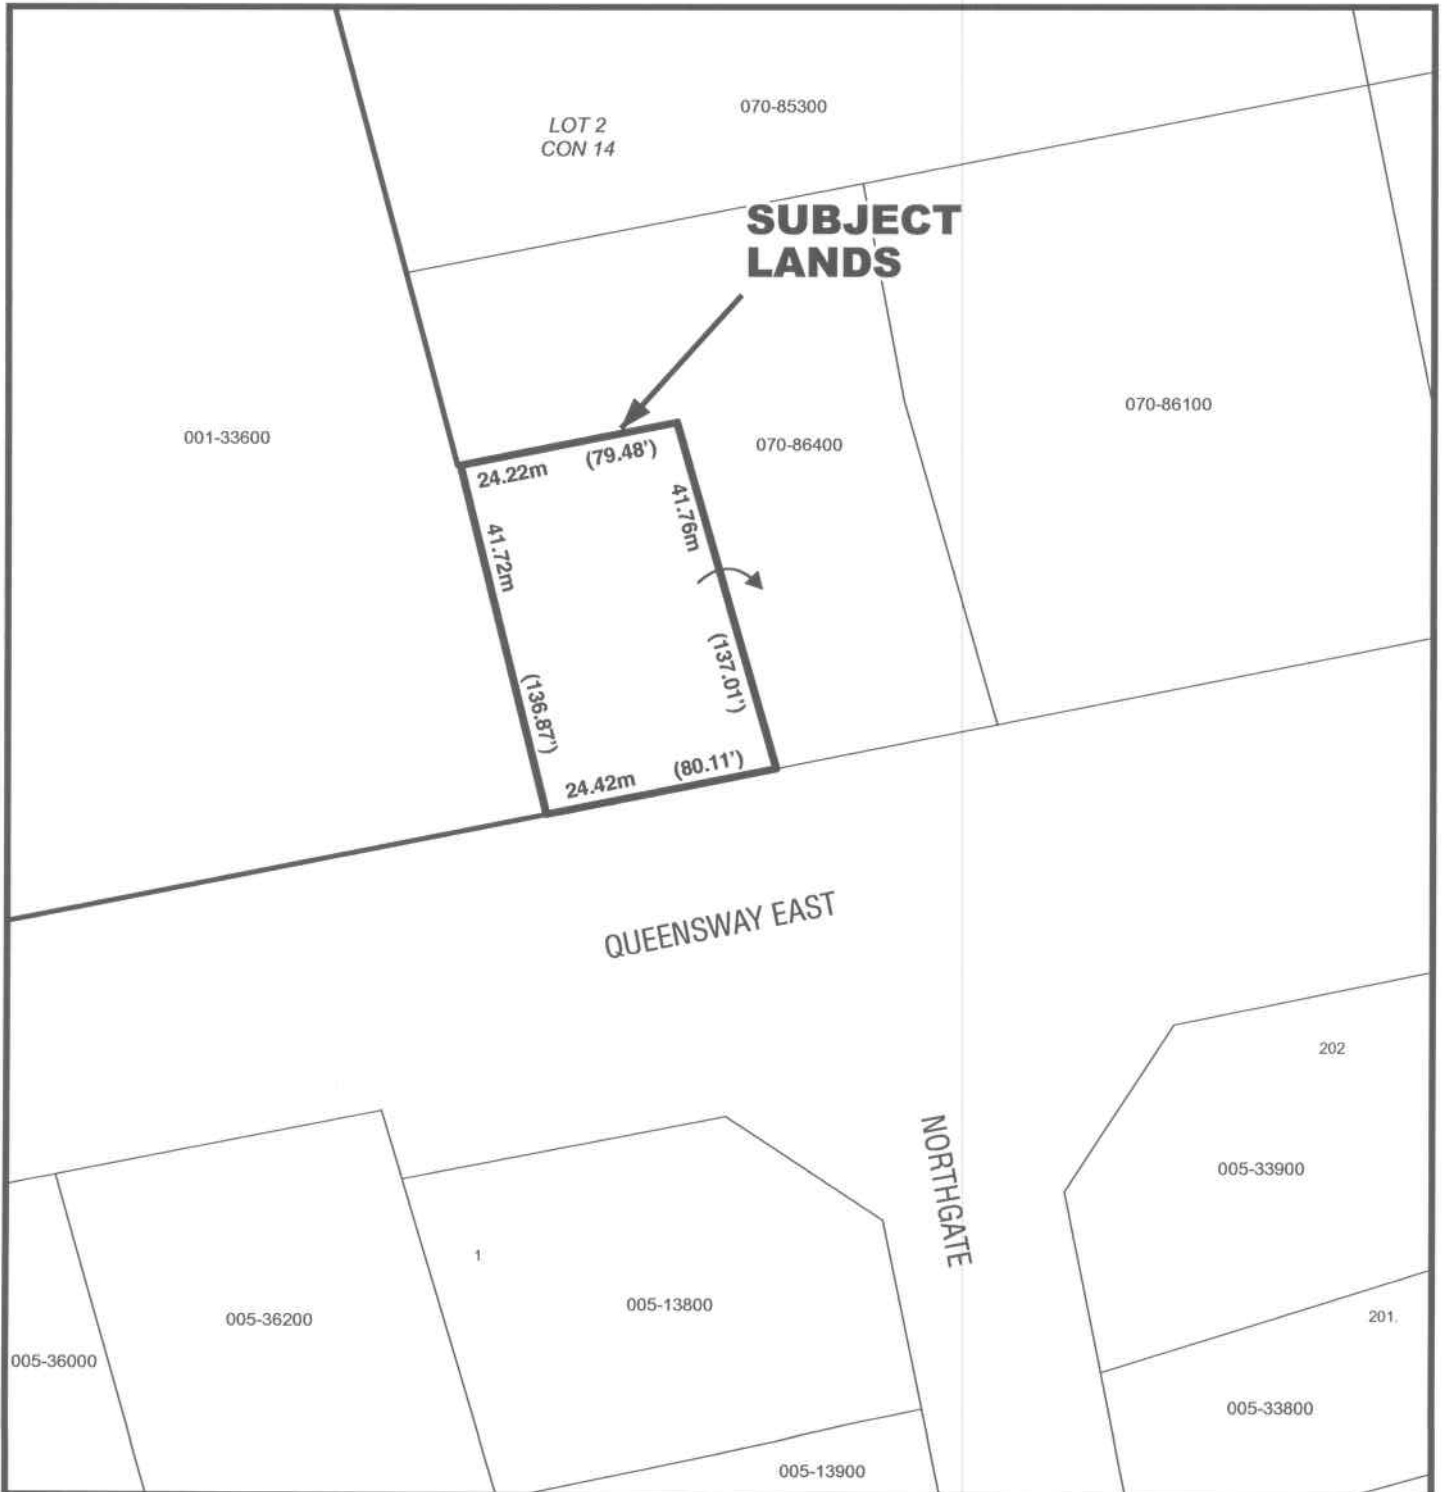 070-85300
LOT 2
CON 14
SUBJECT
LANDS
001-33600
070-86100
070-86400
24.22m (79.48')
41.72m (136.87')
41.76m (137.01')
24.42m (80.11')
QUEENSWAY EAST
NORTHGATE
202
005-33900
1
005-13800
005-36200
201.
005-36000
005-33800
005-13900